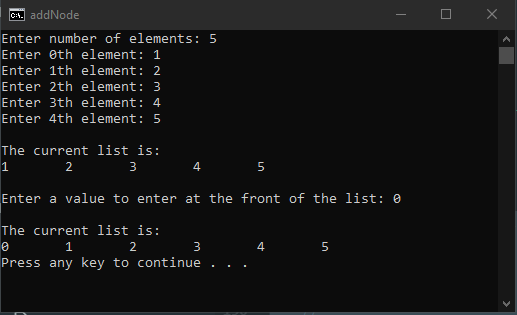 addNode
Enter number of elements: 5
Enter 0th element: 1
Enter 1th element: 2
Enter 2th element: 3
Enter 3th element: 4
Enter 4th element: 5
The current list is:
1 2 3 4 5
Enter a value to enter at the front of the list: 0
The current list is:
0 1 2 3 4 5
Press any key to continue . . .